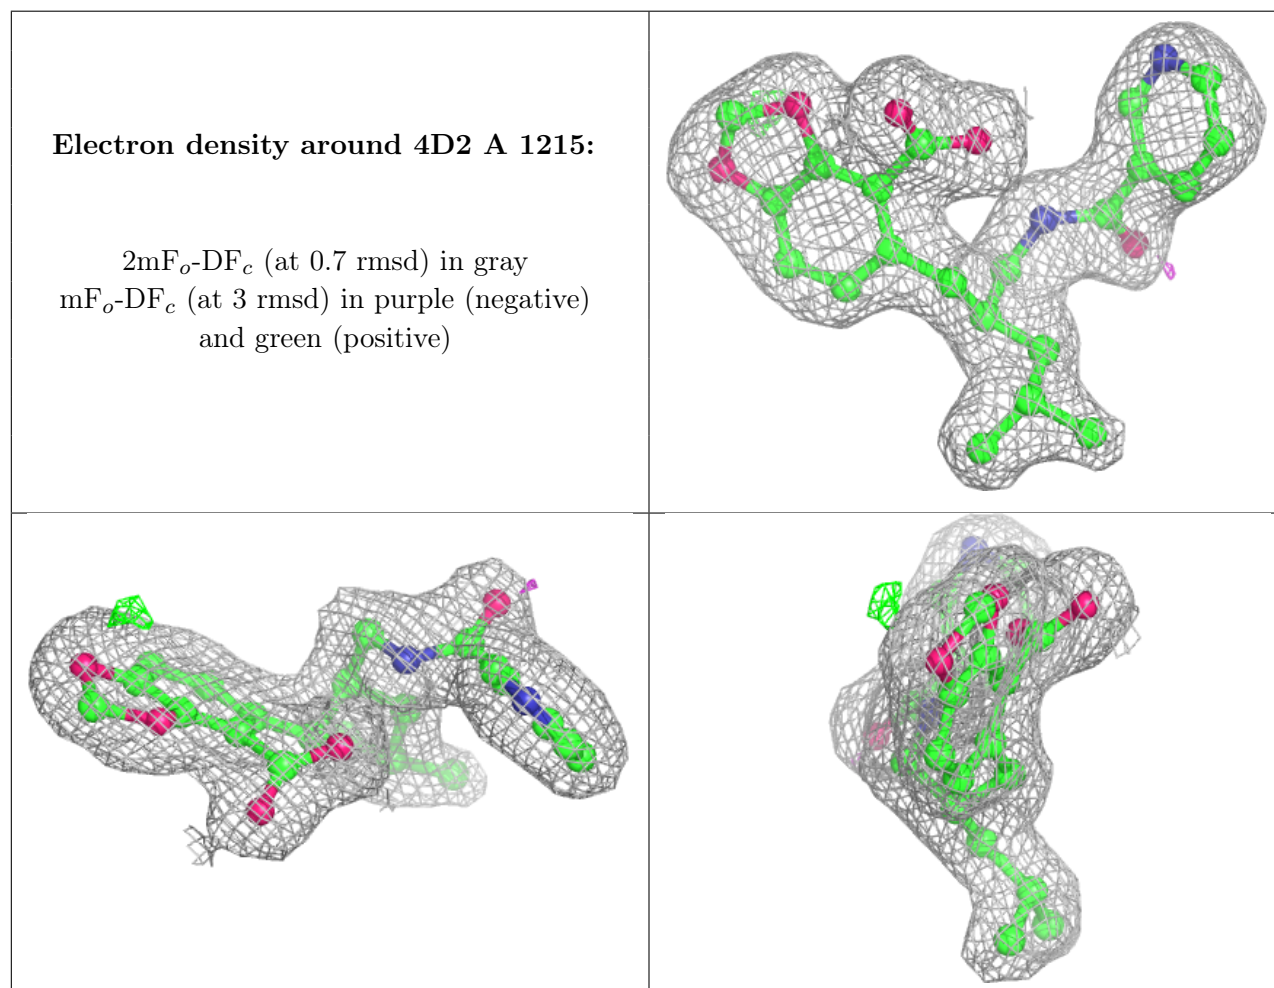 Electron density around 4D2 A 1215:
2mFo-DFc (at 0.7 rmsd) in gray
mFo-DFc (at 3 rmsd) in purple (negative)
and green (positive)